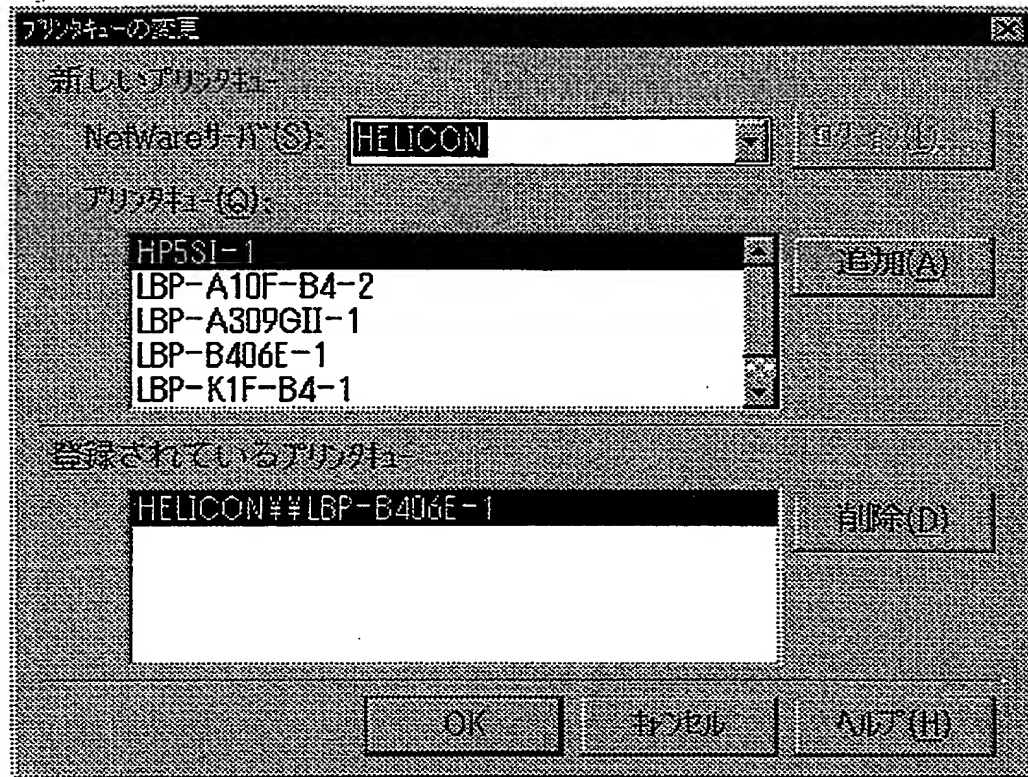 プリンタキューの変更
新しいプリンタキュー
NetWareサーバ(S): HELICON
プリンタキュー(Q):
HP5SI-1
LBP-A10F-B4-2
LBP-A309GII-1
LBP-B406E-1
LBP-K1F-B4-1
追加(A)
登録されているプリンタキュー
HELICON¥¥LBP-B406E-1
削除(D)
OK キャンセル ヘルプ(H)